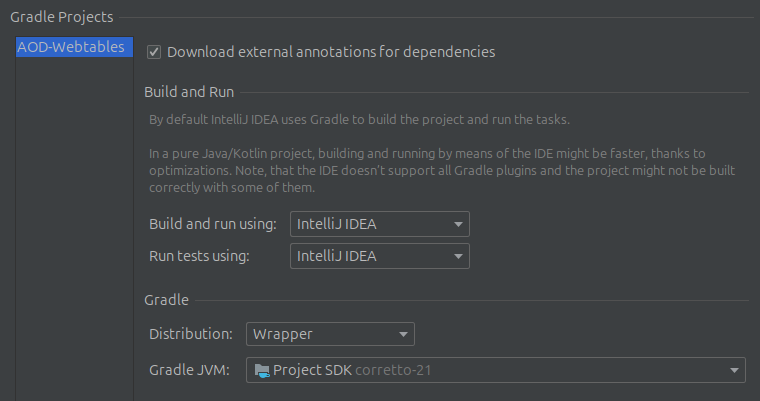 Gradle Projects
AOD-Webtables
Download external annotations for dependencies
Build and Run
By default IntelliJ IDEA uses Gradle to build the project and run the tasks.
In a pure Java/Kotlin project, building and running by means of the IDE might be faster, thanks to
optimizations. Note, that the IDE doesn't support all Gradle plugins and the project might not be built
correctly with some of them.
Build and run using: IntelliJ IDEA
Run tests using: IntelliJ IDEA
Gradle
Distribution: Wrapper
Gradle JVM: Project SDK corretto-21